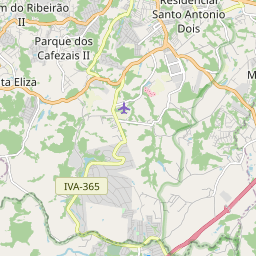 m do Ribeirão
II
Residencial
Santo Antonio
Dois
Parque dos
Cafezais II
ta Eliza
M
IVA-365